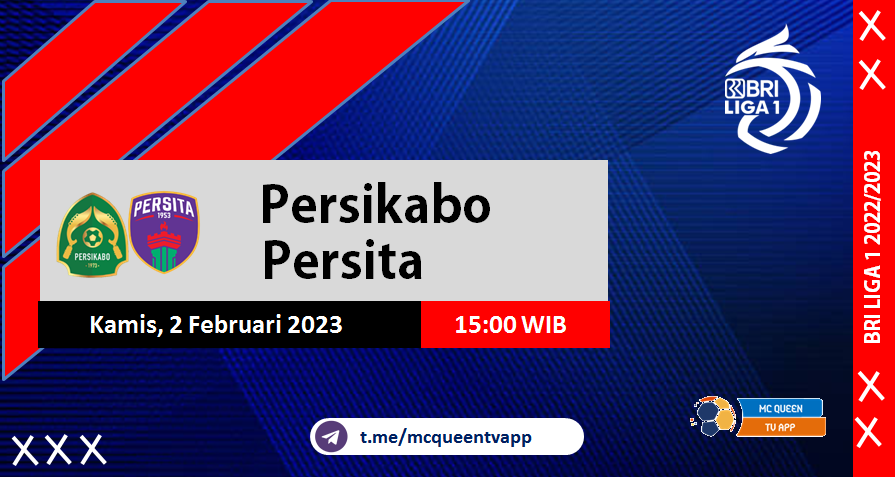 BRI
LIGA 1
BRI LIGA 1 2022/2023
PERSIKABO
1973
PERSITA
1953
Persikabo
Persita
Kamis, 2 Februari 2023
15:00 WIB
MC QUEEN
TV APP
t.me/mcqueentvapp
XXX